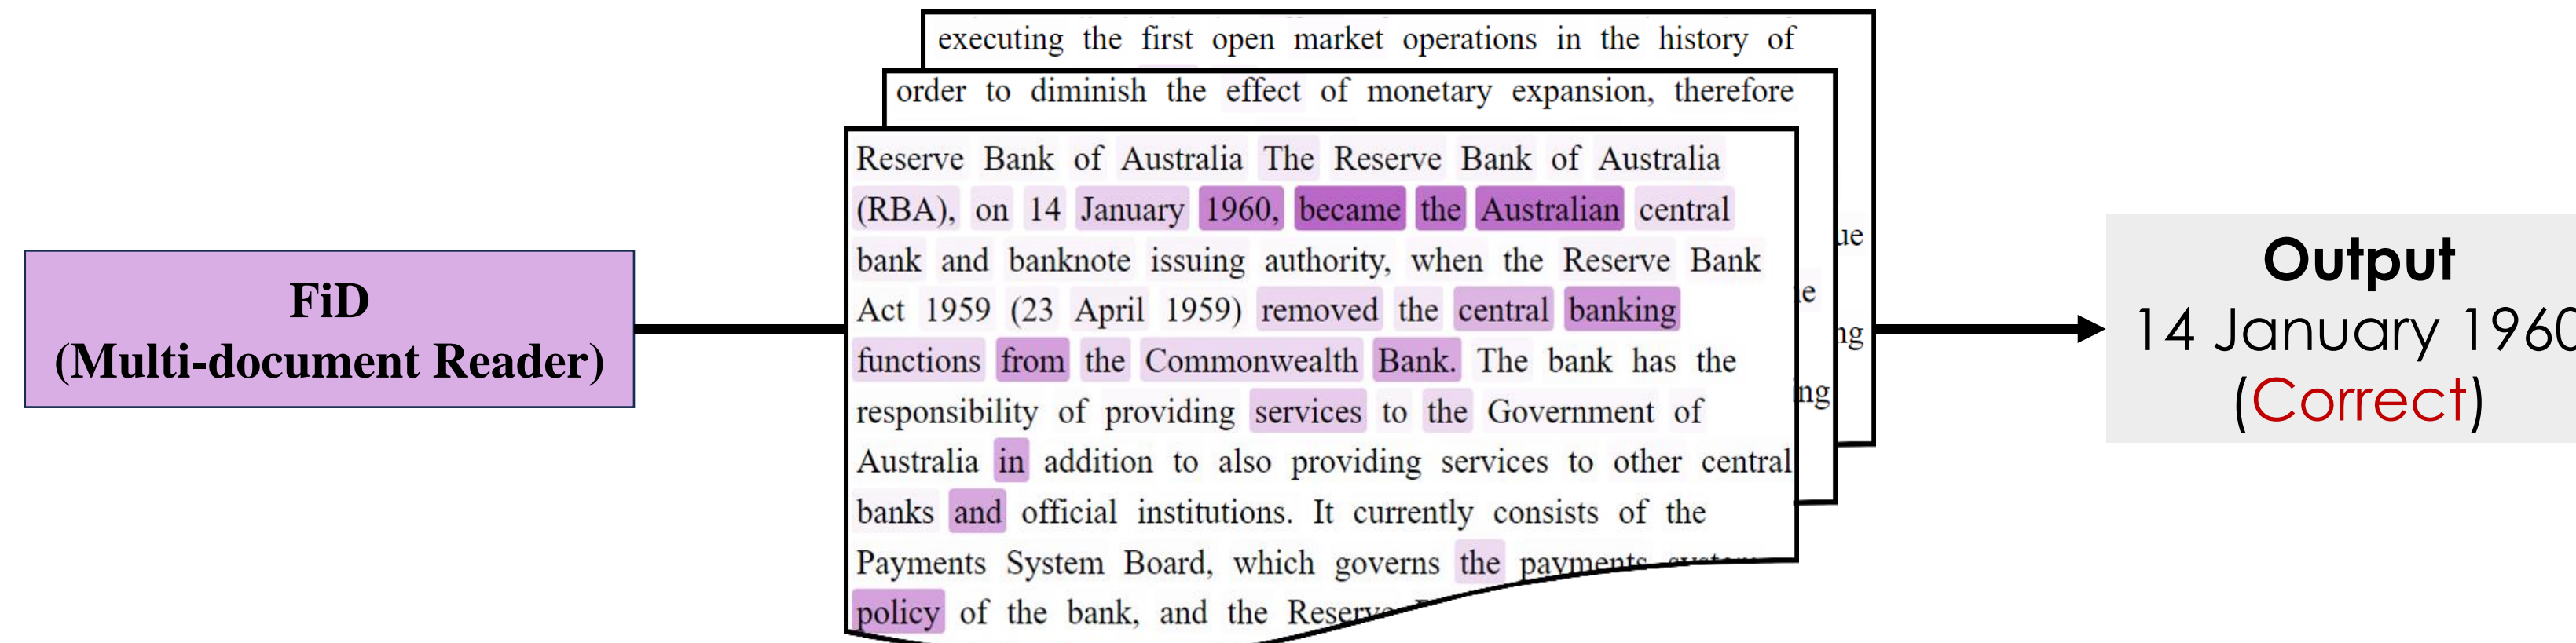 FiD
(Multi-document Reader)
executing the first open market operations in the history of
order to diminish the effect of monetary expansion, therefore
Reserve Bank of Australia The Reserve Bank of Australia
(RBA), on 14 January 1960, became the Australian central
bank and banknote issuing authority, when the Reserve Bank
Act 1959 (23 April 1959) removed the central banking
functions from the Commonwealth Bank. The bank has the
responsibility of providing services to the Government of
Australia in addition to also providing services to other central
banks and official institutions. It currently consists of the
Payments System Board, which governs the payments
policy of the bank, and the Reserve
Output
14 January 1960
(Correct)